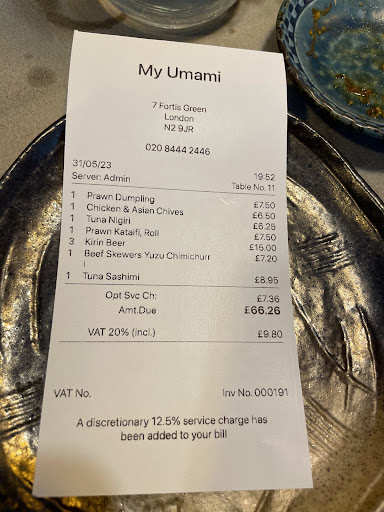 My Umami
7 Fortis Green
London
N2 9JR
020 8444 2446
31/05/23 19:52
Server: Admin Table No. 11
1 Prawn Dumpling £7.50
1 Chicken & Asian Chives £6.50
1 Tuna Nigiri £6.25
1 Prawn Kataifi, Roll £7.50
3 Kirin Beer £15.00
1 Beef Skewers Yuzu Chimichurr £7.20
i
1 Tuna Sashimi £8.95
Opt Svc Ch: £7.36
Amt.Due £66.26
VAT 20% (incl.) £9.80
VAT No. Inv No. 000191
A discretionary 12.5% service charge has
been added to your bill